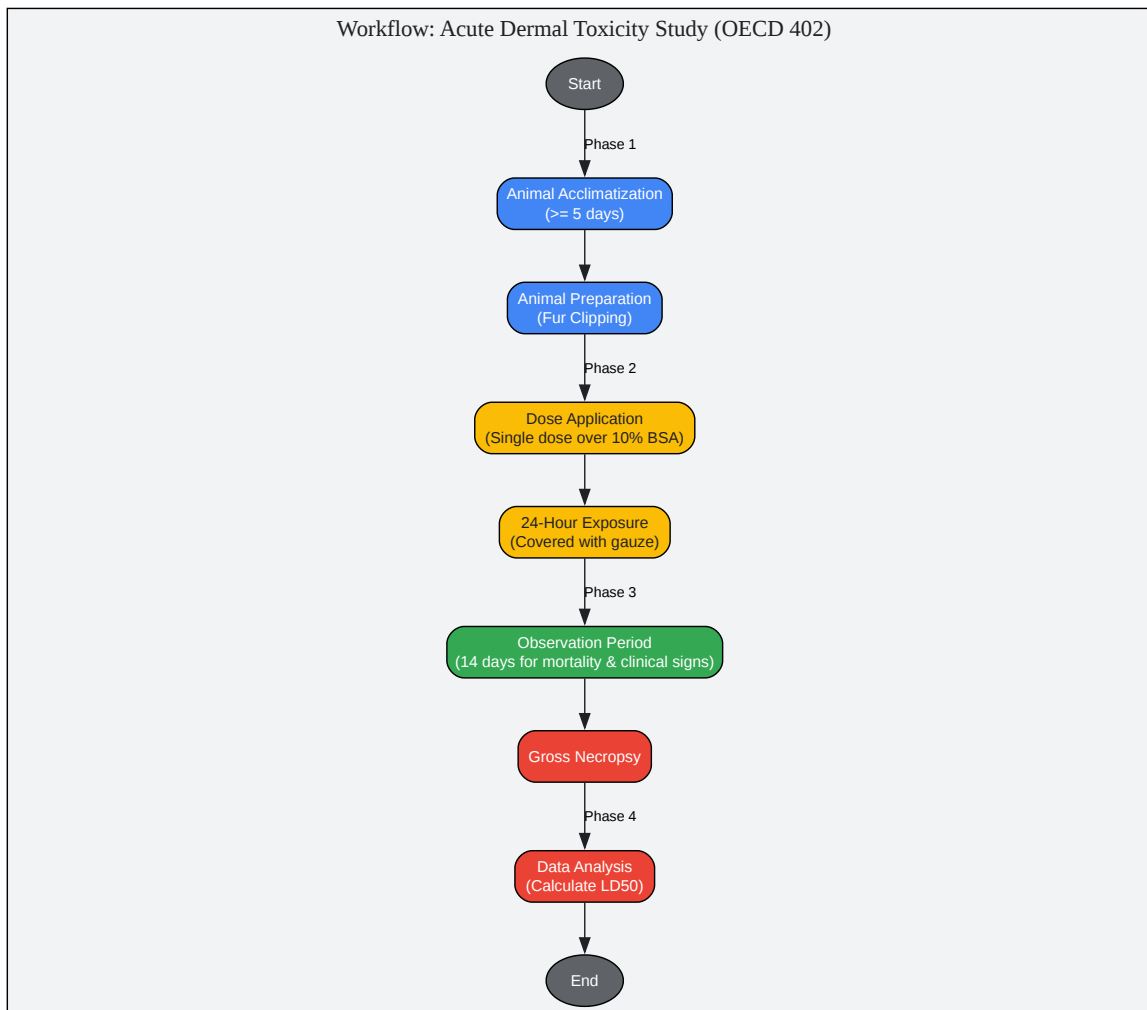 Workflow: Acute Dermal Toxicity Study (OECD 402)
Start
Phase 1
Animal Acclimatization
(>= 5 days)
Animal Preparation
(Fur Clipping)
Phase 2
Dose Application
(Single dose over 10% BSA)
24-Hour Exposure
(Covered with gauze)
Phase 3
Observation Period
(14 days for mortality & clinical signs)
Gross Necropsy
Phase 4
Data Analysis
(Calculate LD50)
End